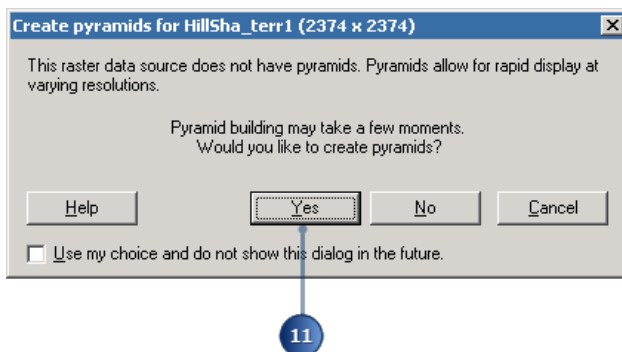 Create pyramids for HillSha_terr1 (2374 x 2374)
This raster data source does not have pyramids. Pyramids allow for rapid display at
varying resolutions.
Pyramid building may take a few moments.
Would you like to create pyramids?
Help Yes No Cancel
Use my choice and do not show this dialog in the future.
11